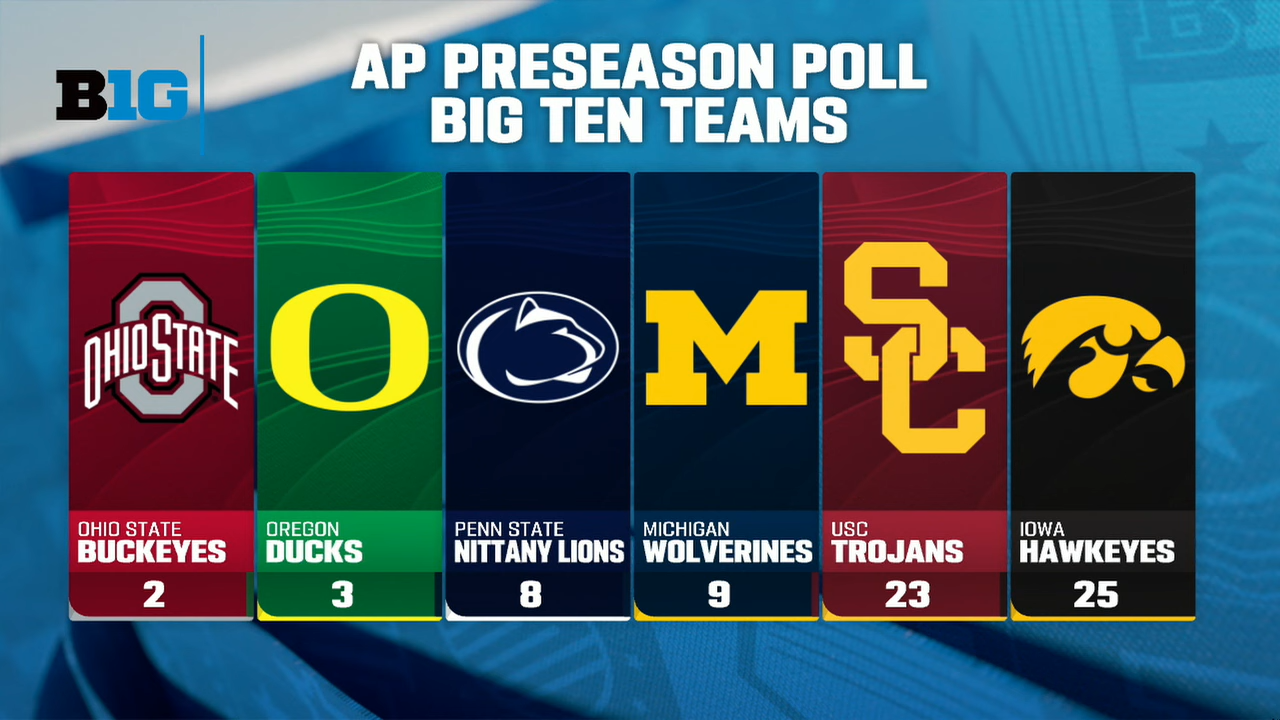 B1G
AP PRESEASON POLL
BIG TEN TEAMS
OHIO STATE
O
M
SC
OHIO STATE
BUCKEYES
2
OREGON
DUCKS
3
PENN STATE
NITTANY LIONS
8
MICHIGAN
WOLVERINES
9
USC
TROJANS
23
IOWA
HAWKEYES
25